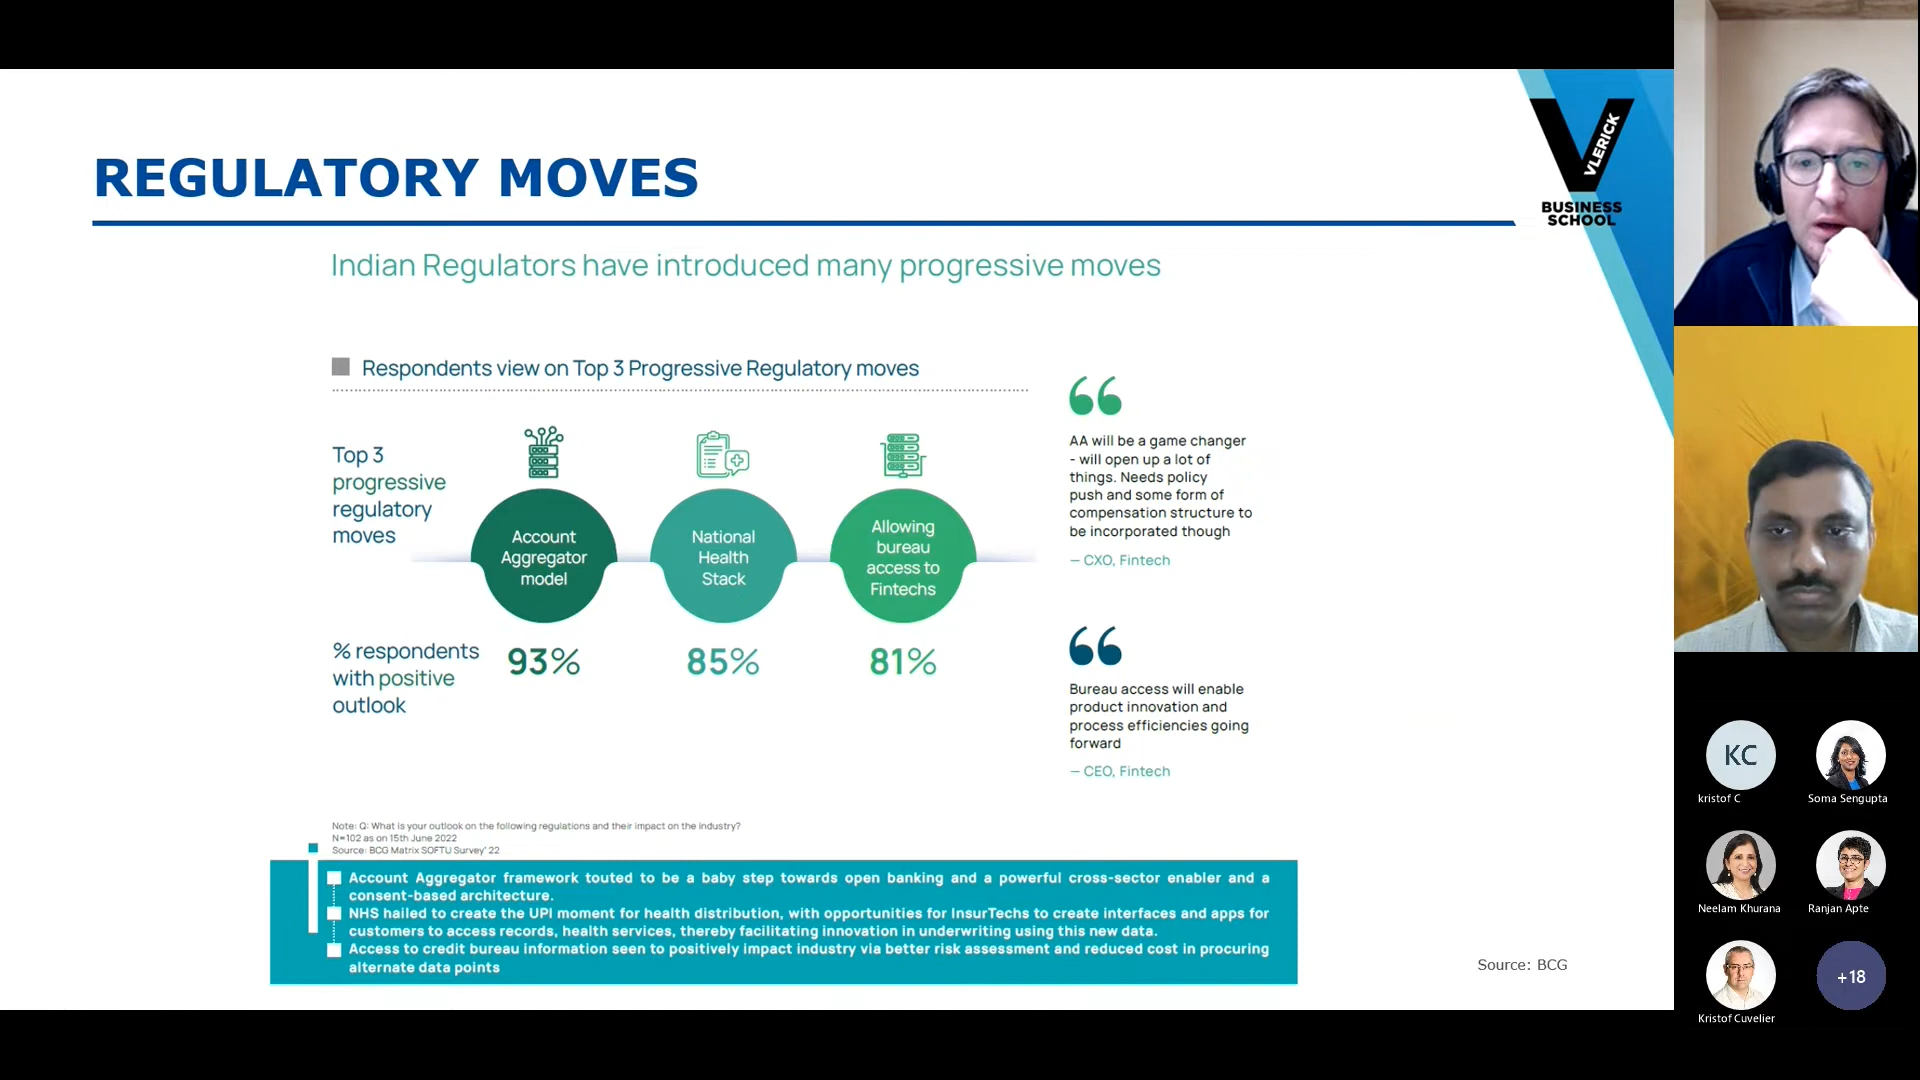 REGULATORY MOVES
VLERICK
BUSINESS
SCHOOL
Indian Regulators have introduced many progressive moves
Respondents view on Top 3 Progressive Regulatory moves
Top 3
progressive
regulatory
moves
Account
Aggregator
model
National
Health
Stack
Allowing
bureau
access to
Fintechs
% respondents
with positive
outlook
93%
85%
81%
AA will be a game changer
- will open up a lot of
things. Needs policy
push and some form of
compensation structure to
be incorporated though
— CXO, Fintech
Bureau access will enable
product innovation and
process efficiencies going
forward
— CEO, Fintech
Note: Q: What is your outlook on the following regulations and their impact on the industry?
N=102 as on 15th June 2022
Source: BCG Matrix SOFTU Survey' 22
Account Aggregator framework touted to be a baby step towards open banking and a powerful cross-sector enabler and a
consent-based architecture.
NHS hailed to create the UPI moment for health distribution, with opportunities for InsurTechs to create interfaces and apps for
customers to access records, health services, thereby facilitating innovation in underwriting using this new data.
Access to credit bureau information seen to positively impact industry via better risk assessment and reduced cost in procuring
alternate data points
Source: BCG
KC
kristof C
Soma Sengupta
Neelam Khurana
Ranjan Apte
Kristof Cuvelier
+18